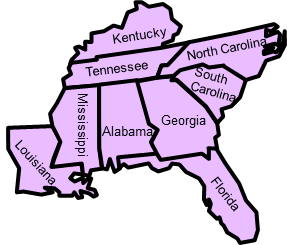 Kentucky
North Carolina
Tennessee
South
Carolina
Mississippi
Alabama
Georgia
Louisiana
Florida